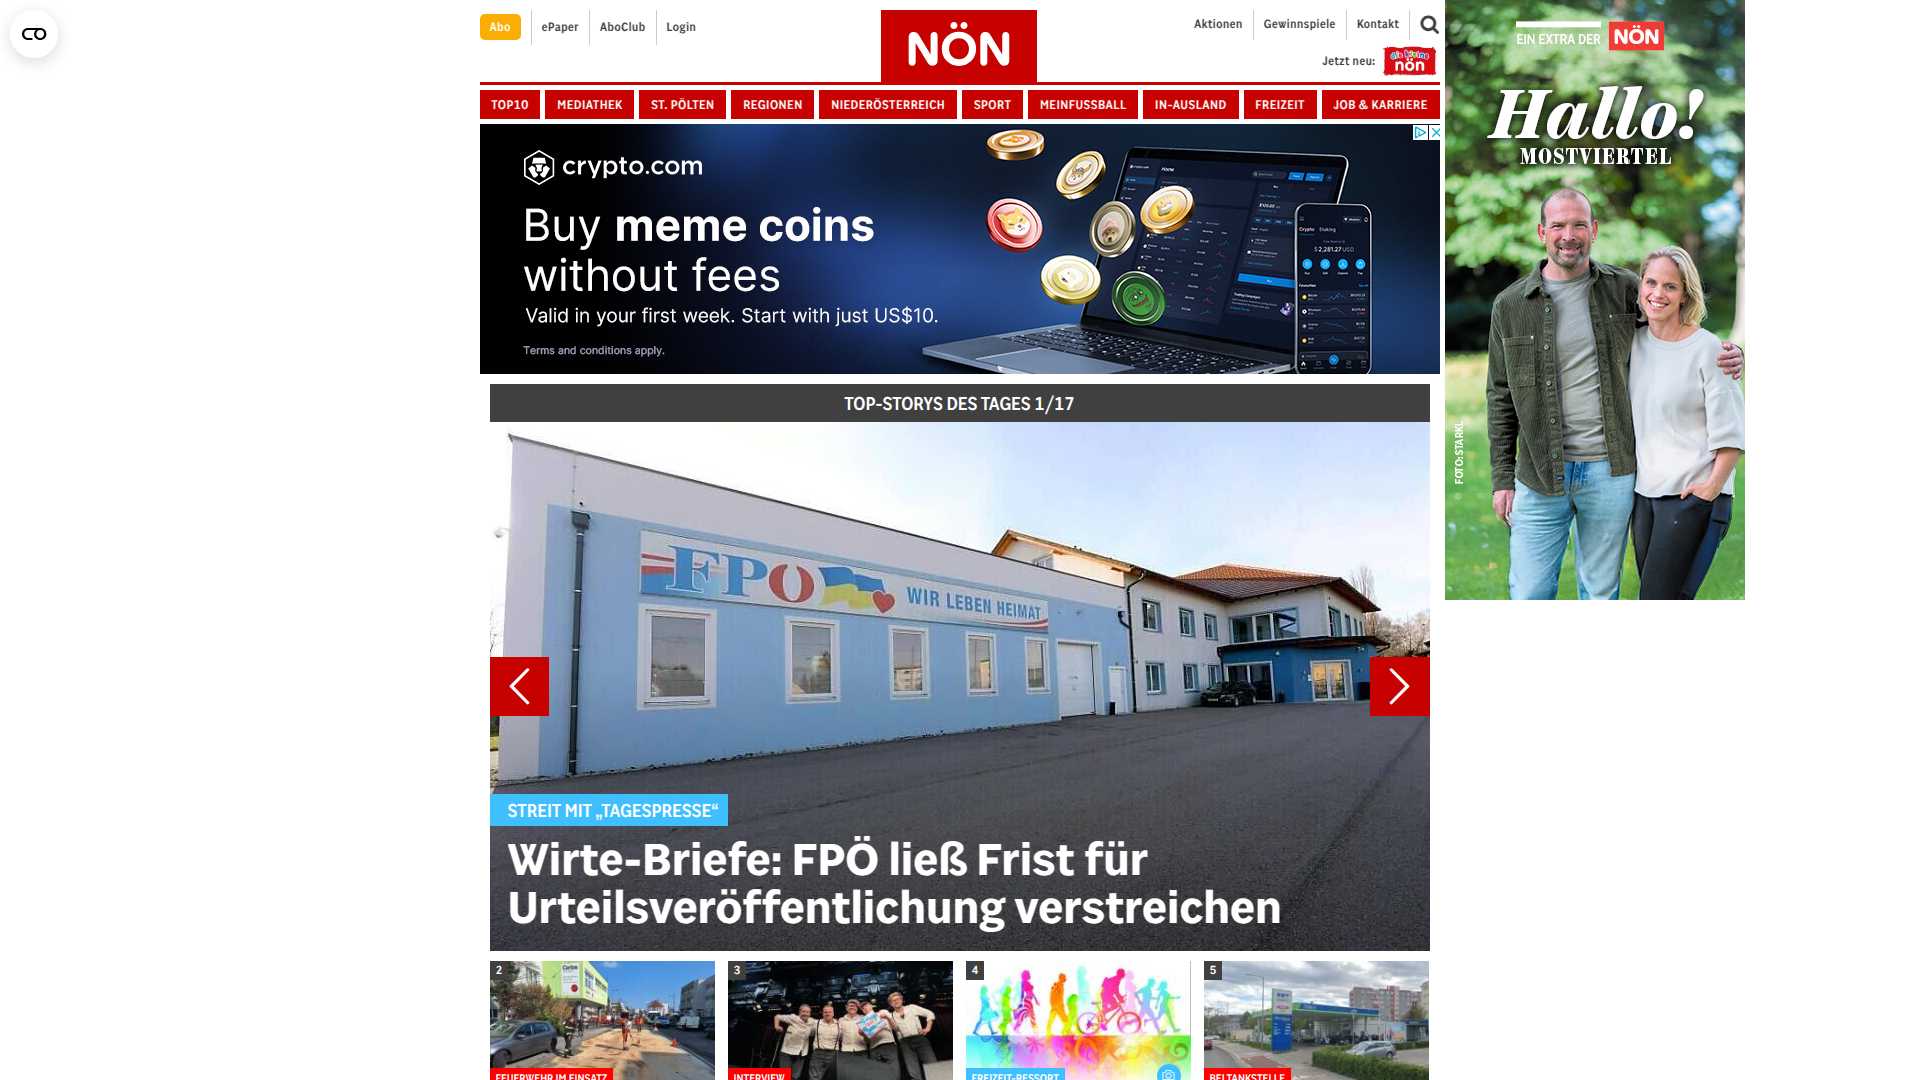 Abo
ePaper
AboClub
Login
NÖN
Aktionen
Gewinnspiele
Kontakt
Jetzt neu:
die kleine
nön
TOP10
MEDIATHEK
ST. PÖLTEN
REGIONEN
NIEDERÖSTERREICH
SPORT
MEINFUSSBALL
IN-AUSLAND
FREIZEIT
JOB & KARRIERE
crypto.com
Buy meme coins
without fees
Valid in your first week. Start with just US$10.
Terms and conditions apply.
EIN EXTRA DER NÖN
Hallo!
MOSTVIERTEL
FOTO: STARKL
TOP-STORYS DES TAGES 1/17
FPÖ
WIR LEBEN HEIMAT
STREIT MIT „TAGESPRESSE“
Wirte-Briefe: FPÖ ließ Frist für
Urteilsveröffentlichung verstreichen
2
3
4
5
FEUERWEHR IM EINSATZ
INTERVIEW
FREIZEIT-RESSORT
BELTANKSTELLE